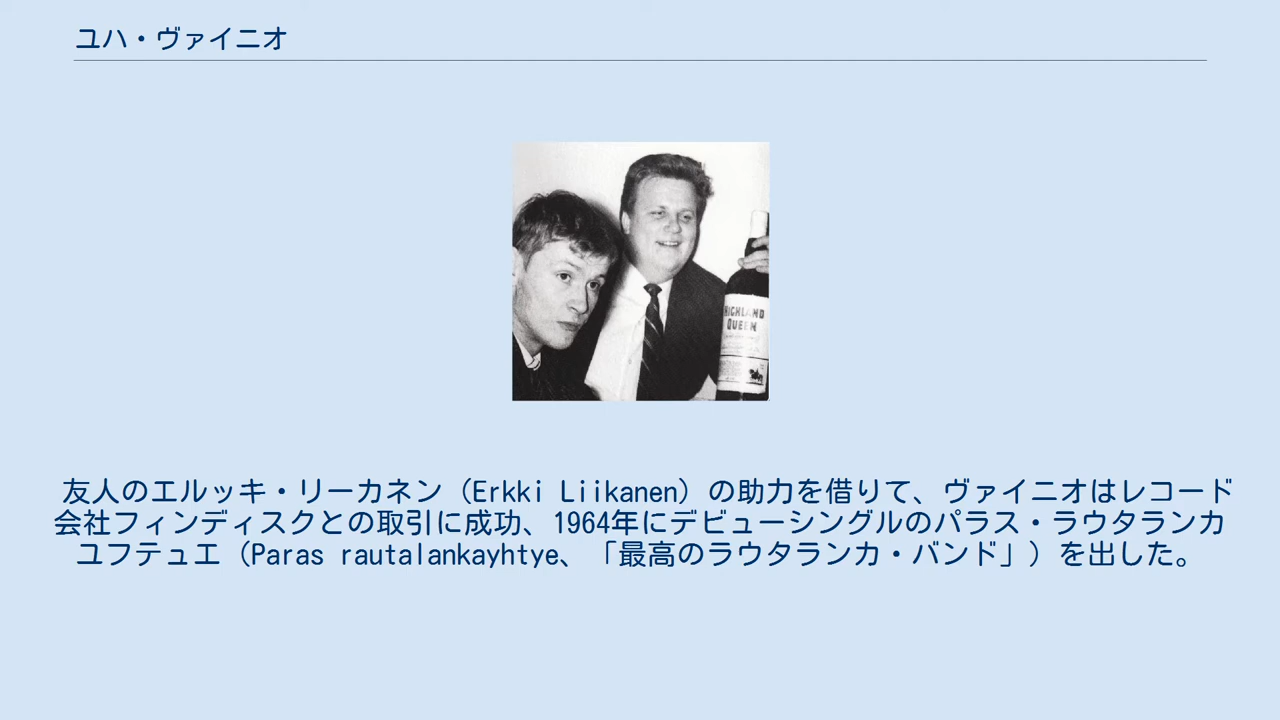 ユハ・ヴァイニオ
HIGHLAND
QUEEN
友人のエルッキ・リーカネン（Erkki Liikanen）の助力を借りて、ヴァイニオはレコード
会社フィンディスクとの取引に成功、1964年にデビューシングルのパラス・ラウタランカ
ユフテュエ（Paras rautalankayhtye、「最高のラウタランカ・バンド」）を出した。